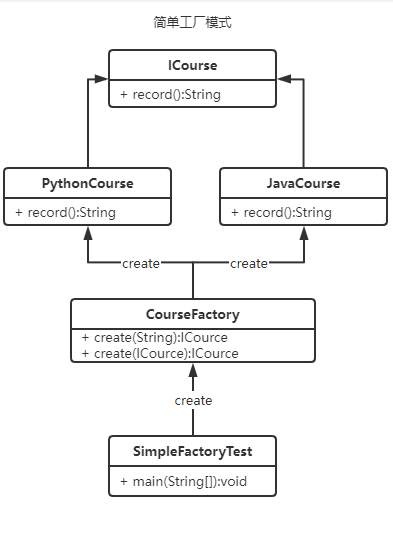 简单工厂模式
ICourse
+ record():String
PythonCourse
+ record():String
JavaCourse
+ record():String
create
create
CourseFactory
+ create(String):ICource
+ create(ICource):ICource
create
SimpleFactoryTest
+ main(String[]):void